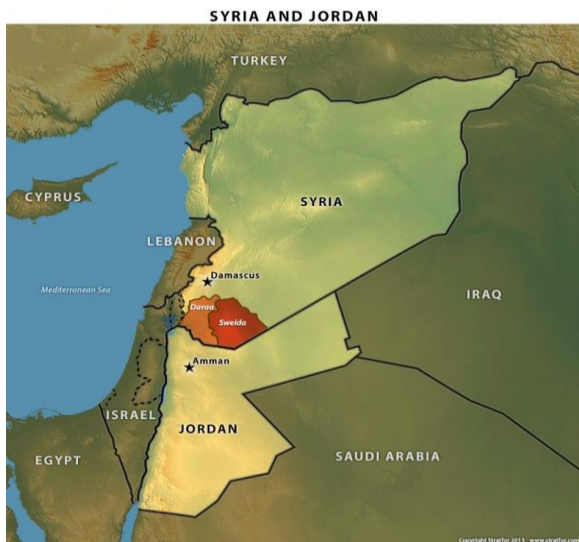 SYRIA AND JORDAN
TURKEY
CYPRUS
SYRIA
LEBANON
Damascus
Mediterranean Sea
IRAQ
Daraa
Sweida
Amman
ISRAEL
JORDAN
EGYPT
SAUDI ARABIA
Copyright Stratfor 2013 - www.stratfor.com